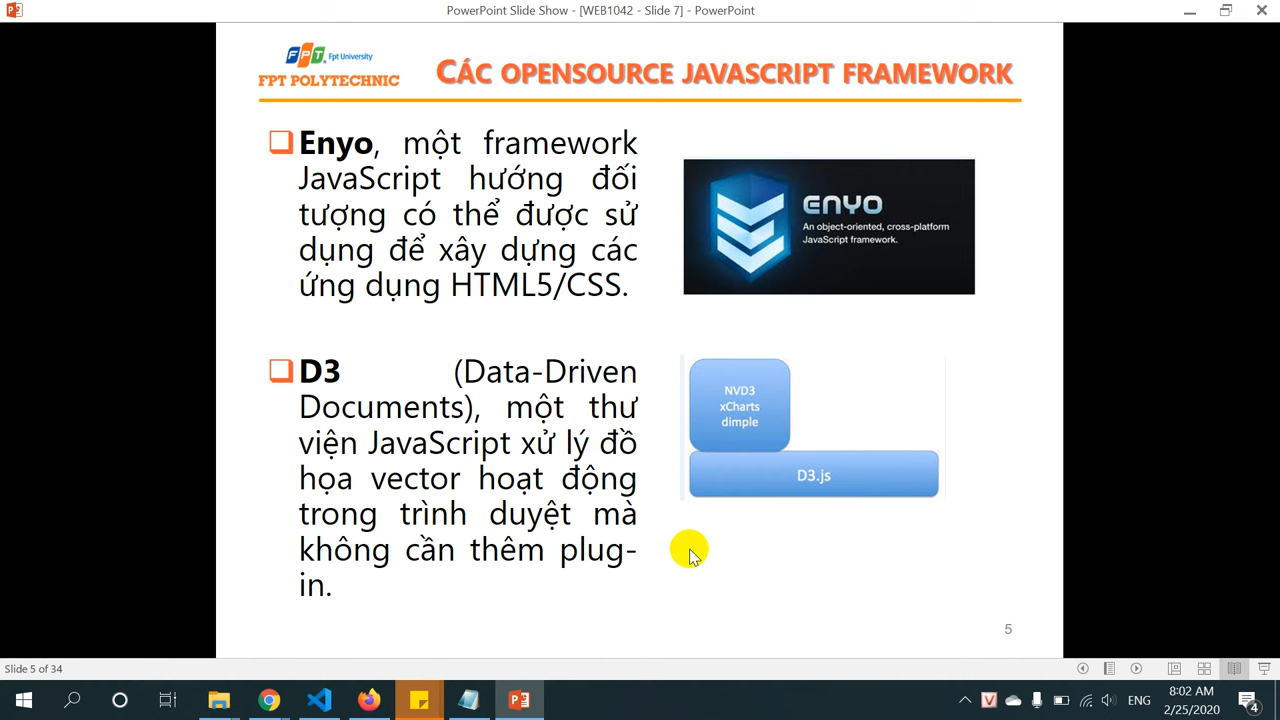 PowerPoint Slide Show - [WEB1042 - Slide 7] - PowerPoint
FPT. Fpt University
FPT POLYTECHNIC
CÁC OPENSOURCE JAVASCRIPT FRAMEWORK
Enyo, một framework
JavaScript hướng đối
tượng có thể được sử
dụng để xây dựng các
ứng dụng HTML5/CSS.
ENYO
An object-oriented, cross-platform
JavaScript framework.
D3 (Data-Driven
Documents), một thư
viện JavaScript xử lý đồ
họa vector hoạt động
trong trình duyệt mà
không cần thêm plug-
in.
NVD3
xCharts
dimple
D3.js
5
Slide 5 of 34
ENG
8:02 AM
2/25/2020
4